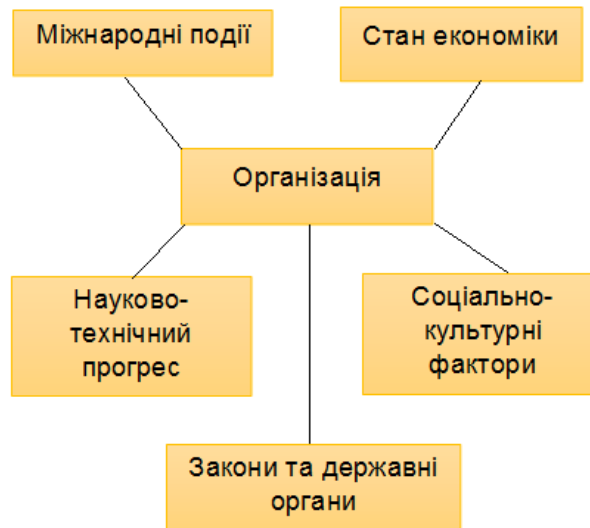 Міжнародні події
Стан економіки
Організація
Науково-
технічний
прогрес
Соціально-
культурні
фактори
Закони та державні
органи